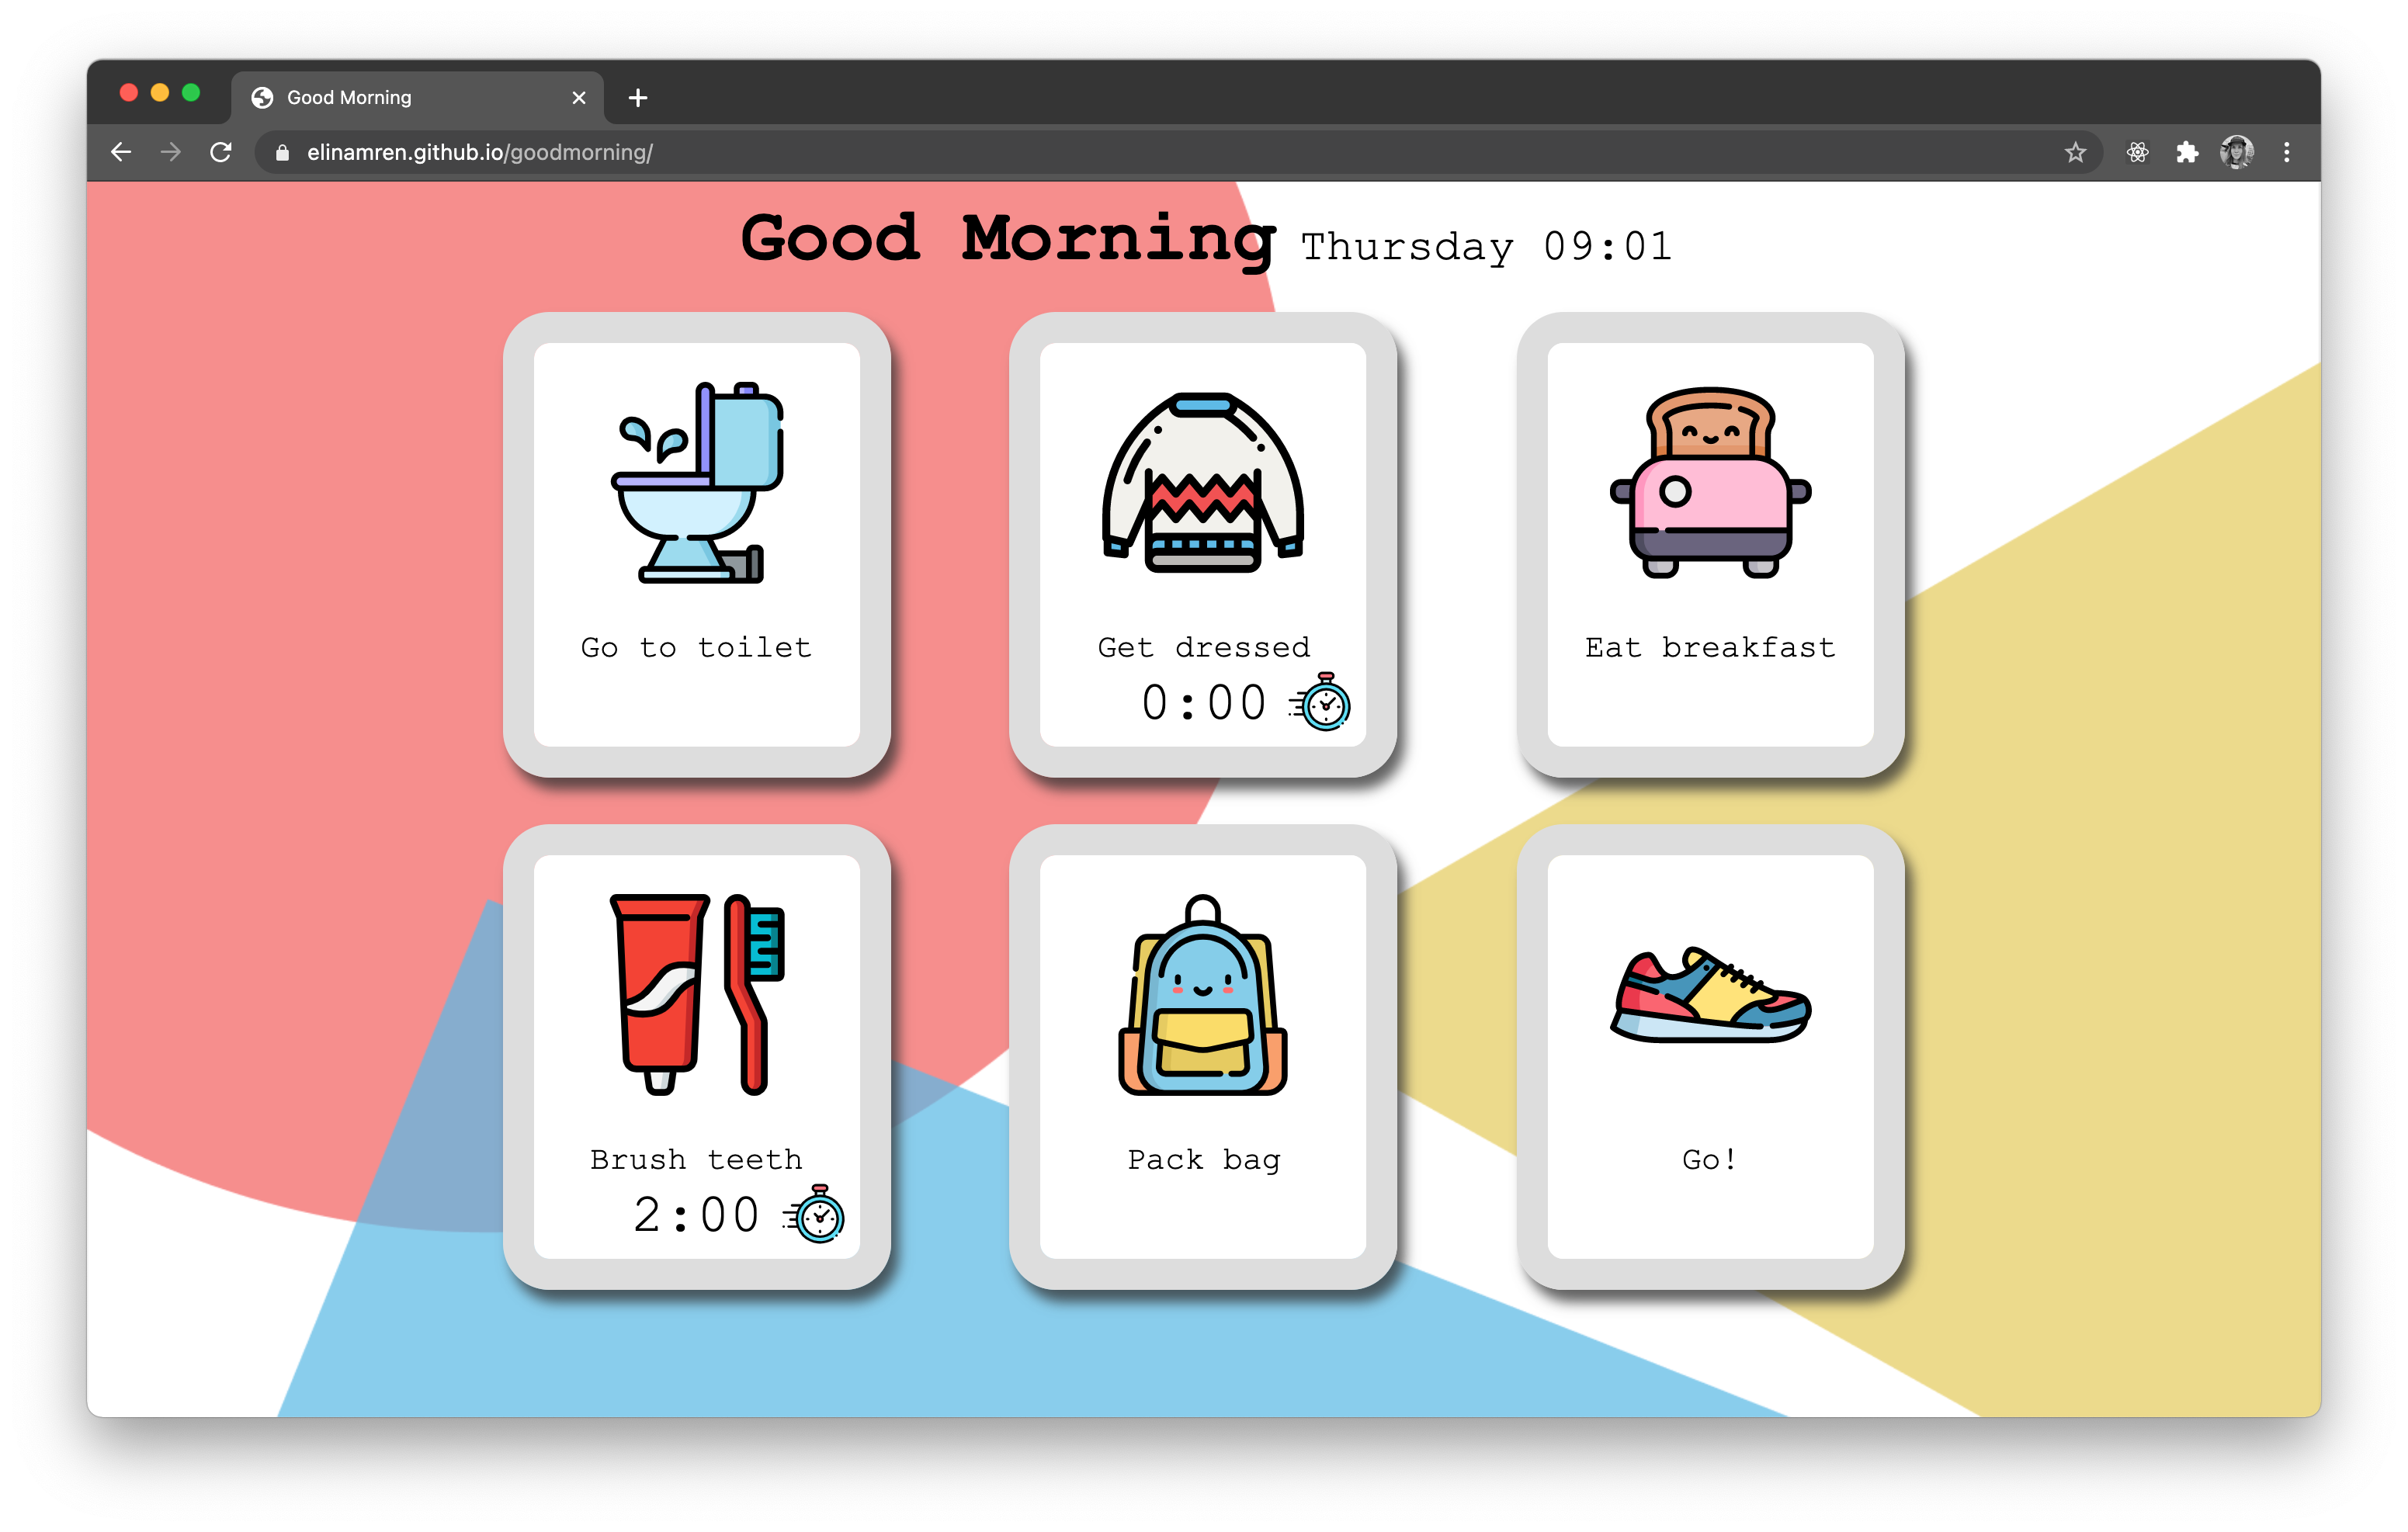 Good Morning
elinamren.github.io/goodmorning/
Good Morning Thursday 09:01
Go to toilet
Get dressed
0:00
Eat breakfast
Brush teeth
2:00
Pack bag
Go!